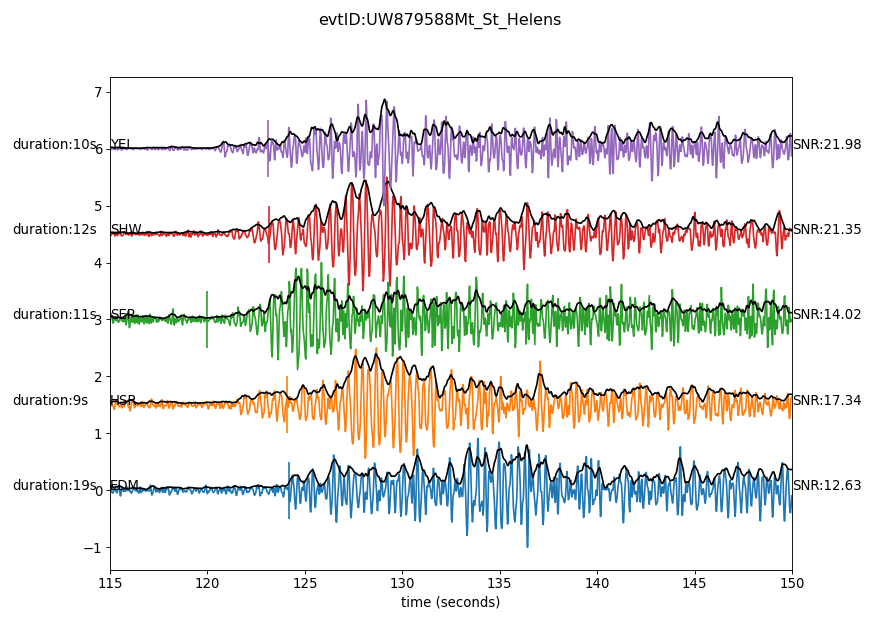 evtID:UW879588Mt_St_Helens
7
duration:10s YEL 6 SNR:21.98
5
duration:12s SHW SNR:21.35
4
duration:11s SEP 3 SNR:14.02
2
duration:9s HSR SNR:17.34
1
duration:19s EDM 0 SNR:12.63
−1
115 120 125 130 135 140 145 150
time (seconds)